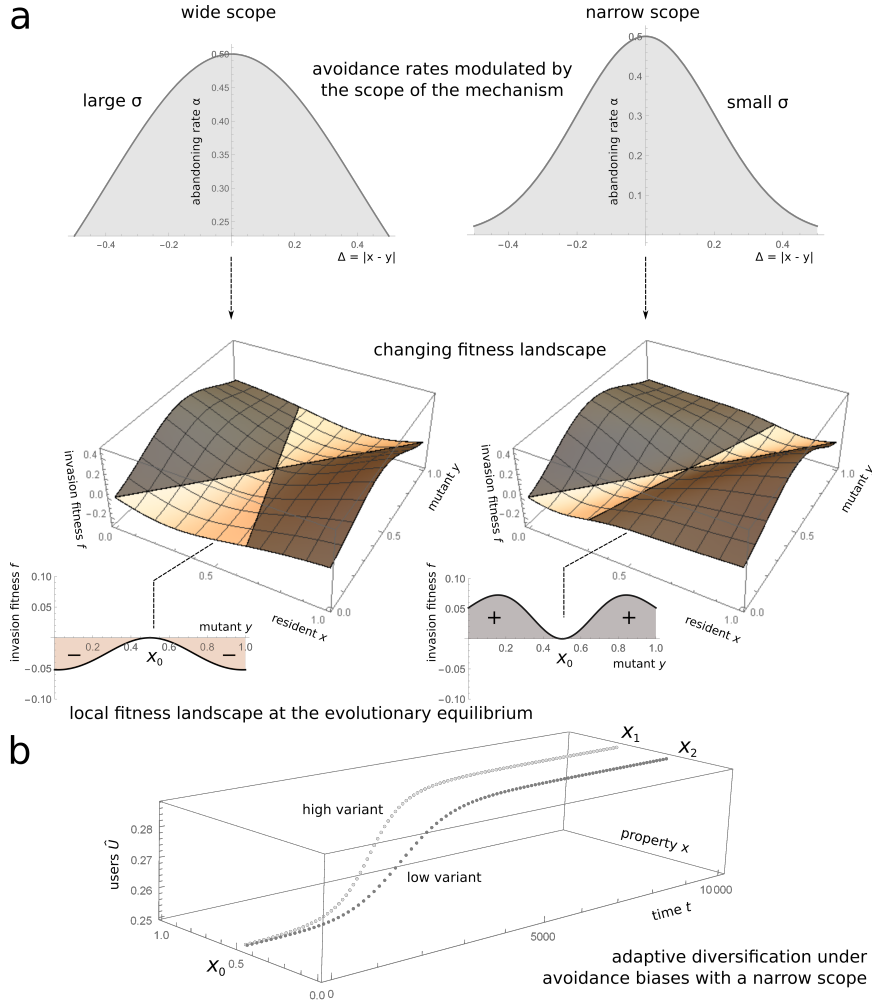 a
wide scope
narrow scope
avoidance rates modulated by
the scope of the mechanism
large σ
small σ
abandoning rate α
0.50
0.45
0.40
0.35
0.30
0.25
−0.4
−0.2
0.2
0.4
Δ = |x - y|
abandoning rate α
0.5
0.4
0.3
0.2
0.1
−0.4
−0.2
0.2
0.4
Δ = |x - y|
changing fitness landscape
invasion fitness f
0.4
0.2
0.0
−0.2
0.0
0.5
1.0
resident x
0.0
0.5
1.0
mutant y
invasion fitness f
0.4
0.2
0.0
−0.2
0.0
0.5
1.0
resident x
0.0
0.5
1.0
mutant y
invasion fitness f
0.10
0.05
−0.05
−0.10
mutant y
0.2
0.4
0.6
0.8
1.0
−
−
x0
invasion fitness f
0.10
0.05
−0.05
−0.10
+
+
0.2
0.4
0.6
0.8
1.0
x0
mutant y
local fitness landscape at the evolutionary equilibrium
b
x1
x2
high variant
low variant
users Û
0.28
0.27
0.26
0.25
1.0
0.5
0.0
x0
property x
0
5000
10000
time t
adaptive diversification under
avoidance biases with a narrow scope